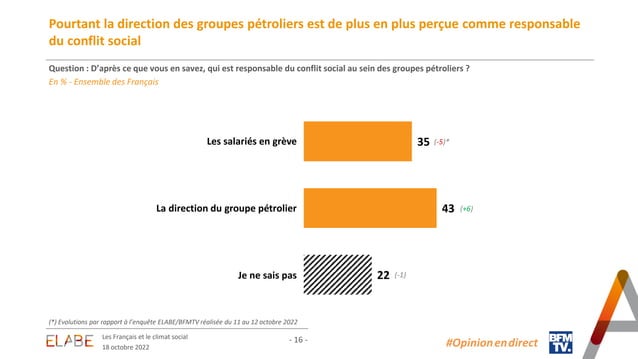 Pourtant la direction des groupes pétroliers est de plus en plus perçue comme responsable
du conflit social
Question : D'après ce que vous en savez, qui est responsable du conflit social au sein des groupes pétroliers ?
En % - Ensemble des Français
Les salariés en grève 35 (-5)*
La direction du groupe pétrolier 43 (+6)
Je ne sais pas 22 (-1)
(*) Evolutions par rapport à l'enquête ELABE/BFMTV réalisée du 11 au 12 octobre 2022
ELABE
Les Français et le climat social
18 octobre 2022
- 16 -
#Opinion en direct
BFM
TV.